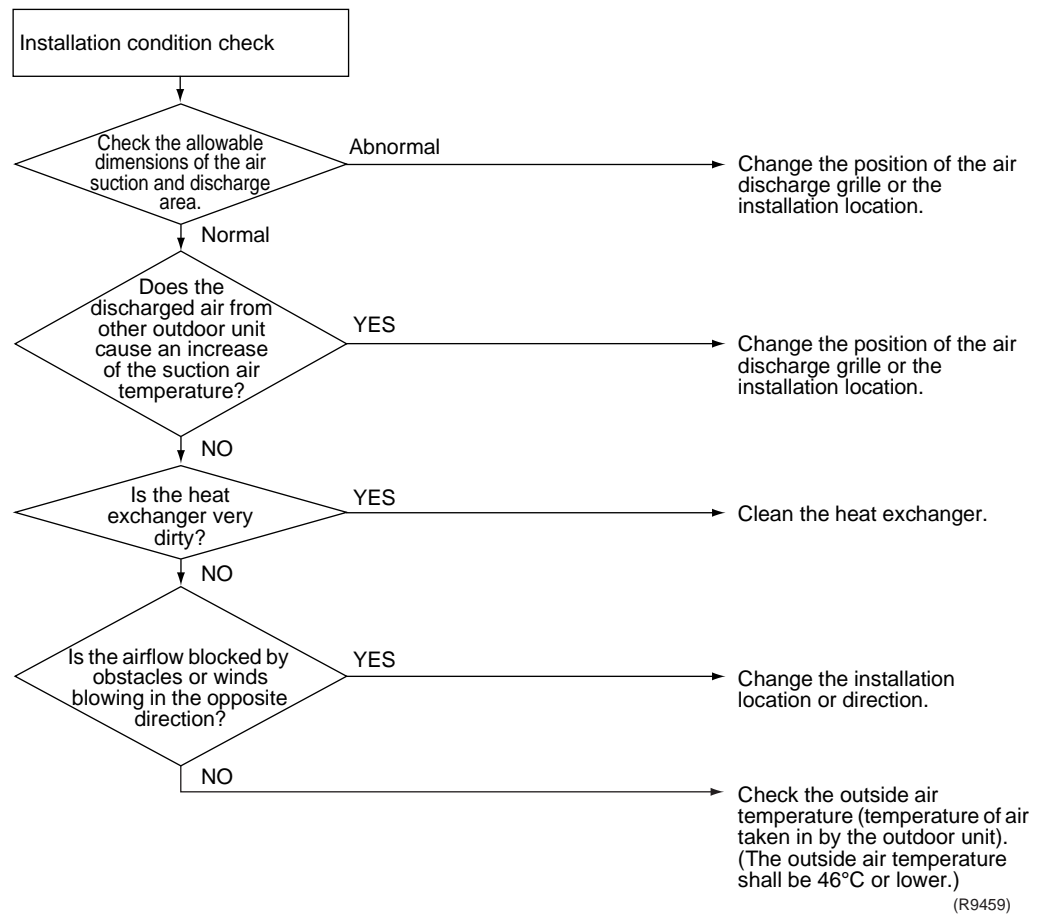 Installation condition check
Check the allowable
dimensions of the air
suction and discharge
area.
Abnormal
Change the position of the air
discharge grille or the
installation location.
Normal
Does the
discharged air from
other outdoor unit
cause an increase
of the suction air
temperature?
YES
Change the position of the air
discharge grille or the
installation location.
NO
Is the heat
exchanger very
dirty?
YES
Clean the heat exchanger.
NO
Is the airflow blocked by
obstacles or winds
blowing in the opposite
direction?
YES
Change the installation
location or direction.
NO
Check the outside air
temperature (temperature of air
taken in by the outdoor unit).
(The outside air temperature
shall be 46°C or lower.)
(R9459)